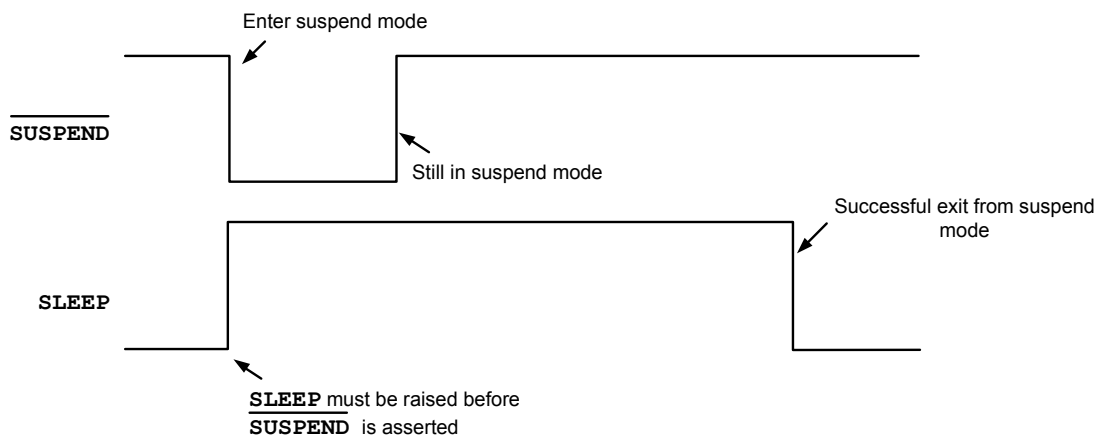 Enter suspend mode
SUSPEND
Still in suspend mode
Successful exit from suspend
mode
SLEEP
SLEEP must be raised before
SUSPEND is asserted